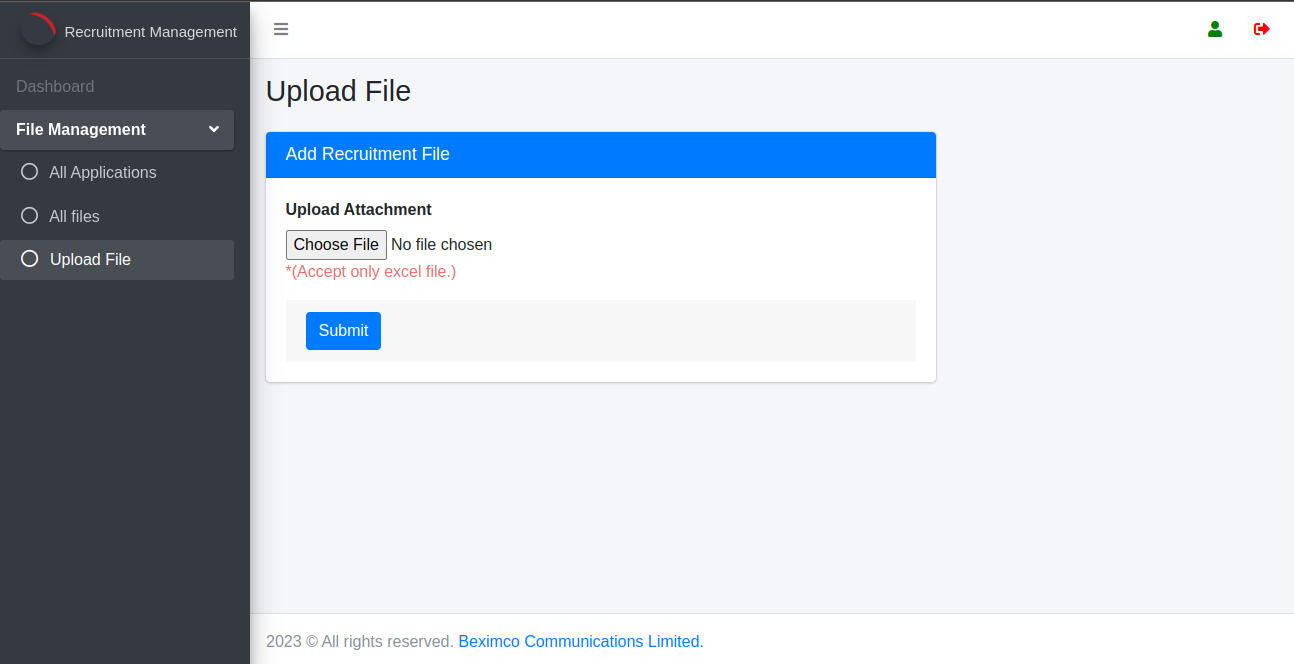 Recruitment Management
Dashboard
File Management
All Applications
All files
Upload File
Upload File
Add Recruitment File
Upload Attachment
Choose File No file chosen
*(Accept only excel file.)
Submit
2023 © All rights reserved. Beximco Communications Limited.